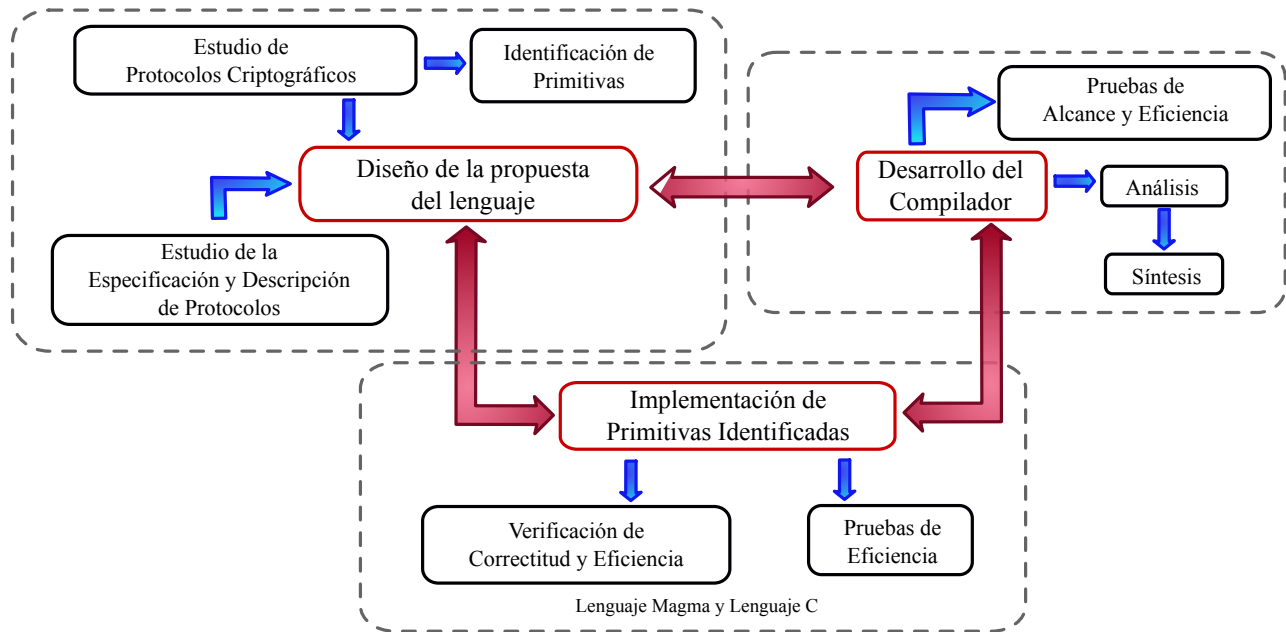 Estudio de
Protocolos Criptográficos
Identificación de
Primitivas
Diseño de la propuesta
del lenguaje
Estudio de la
Especificación y Descripción
de Protocolos
Pruebas de
Alcance y Eficiencia
Desarrollo del
Compilador
Análisis
Síntesis
Implementación de
Primitivas Identificadas
Verificación de
Correctitud y Eficiencia
Pruebas de
Eficiencia
Lenguaje Magma y Lenguaje C